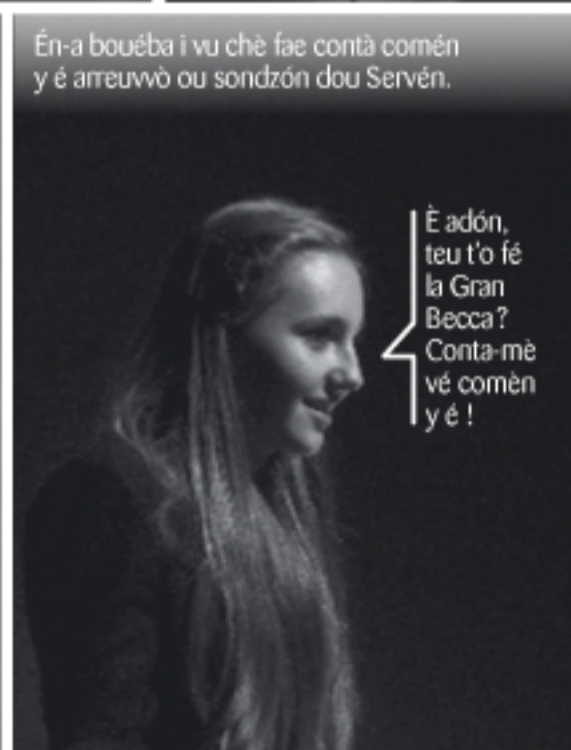 Én-a bouéba i vu chè fae contà comén
y é arreuvvò ou sondzón dou Servén.
È adón,
teu t'o fé
la Gran
Becca?
Conta-mè
vé comèn
y é !